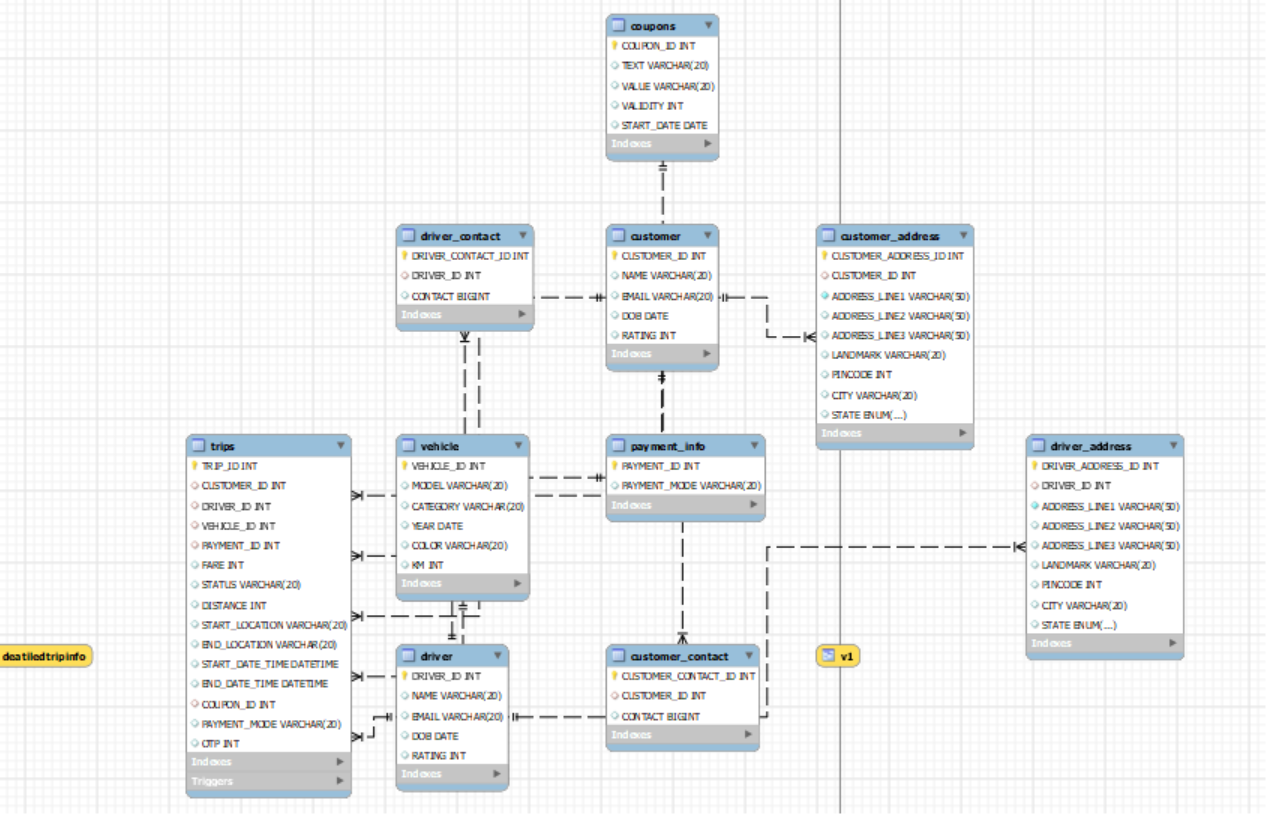 coupons
COUPON_ID INT
TEXT VARCHAR(20)
VALUE VARCHAR(20)
VALIDITY INT
START_DATE DATE
Indexes
driver_contact
DRIVER_CONTACT_ID INT
DRIVER_ID INT
CONTACT BIGINT
Indexes
customer
CUSTOMER_ID INT
NAME VARCHAR(20)
EMAIL VARCHAR(20)
DOB DATE
RATING INT
Indexes
customer_address
CUSTOMER_ADDRESS_ID INT
CUSTOMER_ID INT
ADDRESS_LINE1 VARCHAR(50)
ADDRESS_LINE2 VARCHAR(50)
ADDRESS_LINE3 VARCHAR(50)
LANDMARK VARCHAR(20)
PINCODE INT
CITY VARCHAR(20)
STATE ENUM(...)
Indexes
trips
TRIP_ID INT
CUSTOMER_ID INT
DRIVER_ID INT
VEHICLE_ID INT
PAYMENT_ID INT
FARE INT
STATUS VARCHAR(20)
DISTANCE INT
START_LOCATION VARCHAR(20)
END_LOCATION VARCHAR(20)
START_DATE_TIME DATETIME
END_DATE_TIME DATETIME
COUPON_ID INT
PAYMENT_MODE VARCHAR(20)
OTP INT
Indexes
Triggers
vehicle
VEHICLE_ID INT
MODEL VARCHAR(20)
CATEGORY VARCHAR(20)
YEAR DATE
COLOR VARCHAR(20)
KM INT
Indexes
payment_info
PAYMENT_ID INT
PAYMENT_MODE VARCHAR(20)
Indexes
driver_address
DRIVER_ADDRESS_ID INT
DRIVER_ID INT
ADDRESS_LINE1 VARCHAR(50)
ADDRESS_LINE2 VARCHAR(50)
ADDRESS_LINE3 VARCHAR(50)
LANDMARK VARCHAR(20)
PINCODE INT
CITY VARCHAR(20)
STATE ENUM(...)
Indexes
deatiledtripinfo
driver
DRIVER_ID INT
NAME VARCHAR(20)
EMAIL VARCHAR(20)
DOB DATE
RATING INT
Indexes
customer_contact
CUSTOMER_CONTACT_ID INT
CUSTOMER_ID INT
CONTACT BIGINT
Indexes
v1